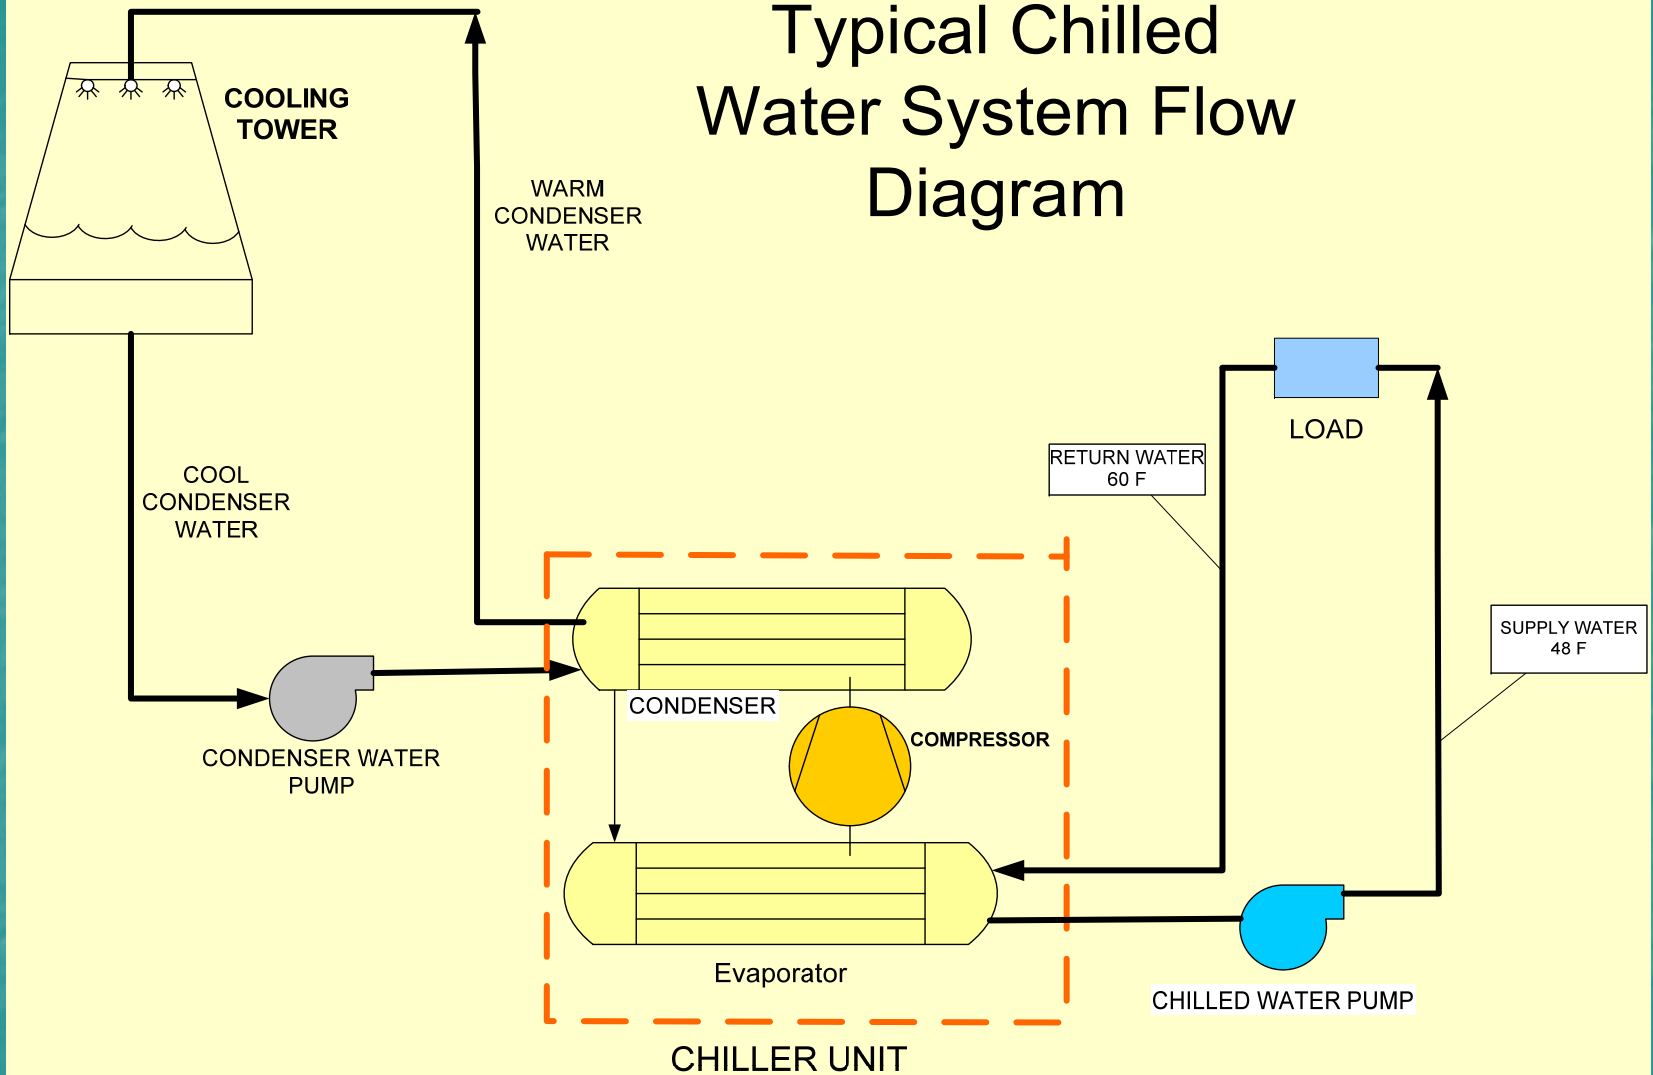 Typical Chilled
Water System Flow
Diagram
COOLING
TOWER
WARM
CONDENSER
WATER
LOAD
RETURN WATER
60 F
COOL
CONDENSER
WATER
SUPPLY WATER
48 F
CONDENSER
COMPRESSOR
CONDENSER WATER
PUMP
Evaporator
CHILLED WATER PUMP
CHILLER UNIT